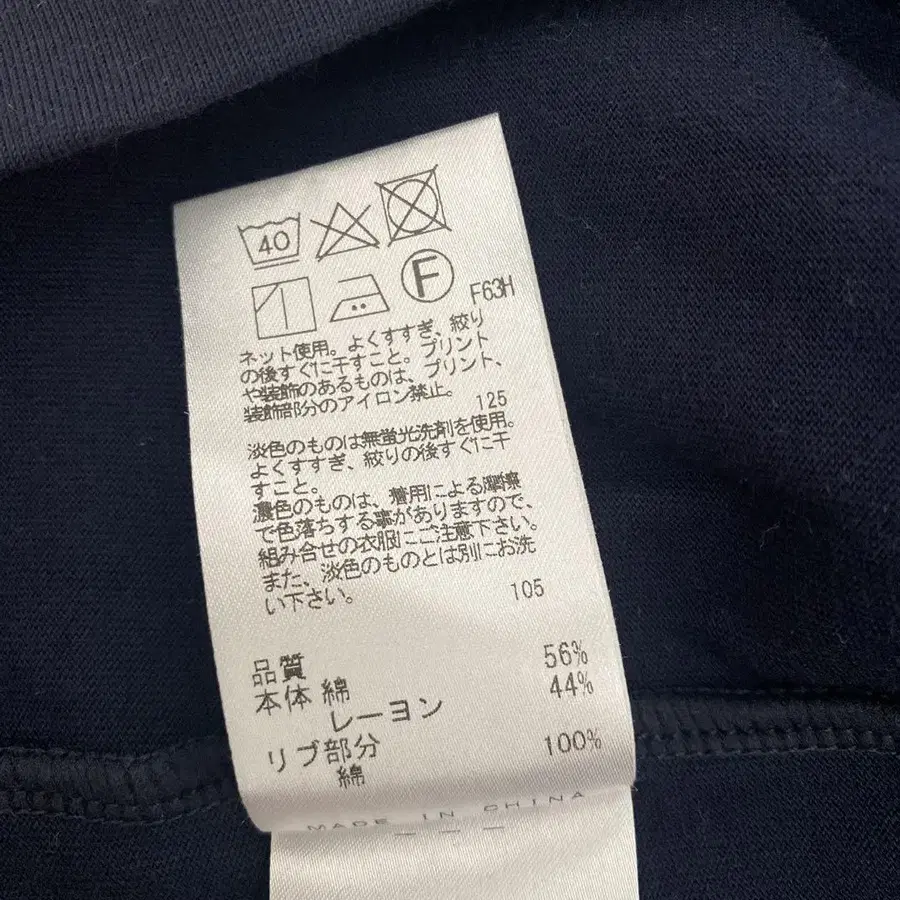 40
F F63H
ネット使用。よくすすぎ、絞り
の後すぐに干すこと。プリント
や装飾のあるものは、プリント、
装飾部分のアイロン禁止。 125
淡色のものは無蛍光洗剤を使用。
よくすすぎ、絞りの後すぐに干
すこと。
濃色のものは、着用による摩擦
で色落ちする事がありますので
組み合せの衣服にご注意下さい。
また、淡色のものとは別にお洗
い下さい。 105
品質
本体 綿 56%
レーヨン 44%
リブ部分
綿 100%
MADE IN CHINA